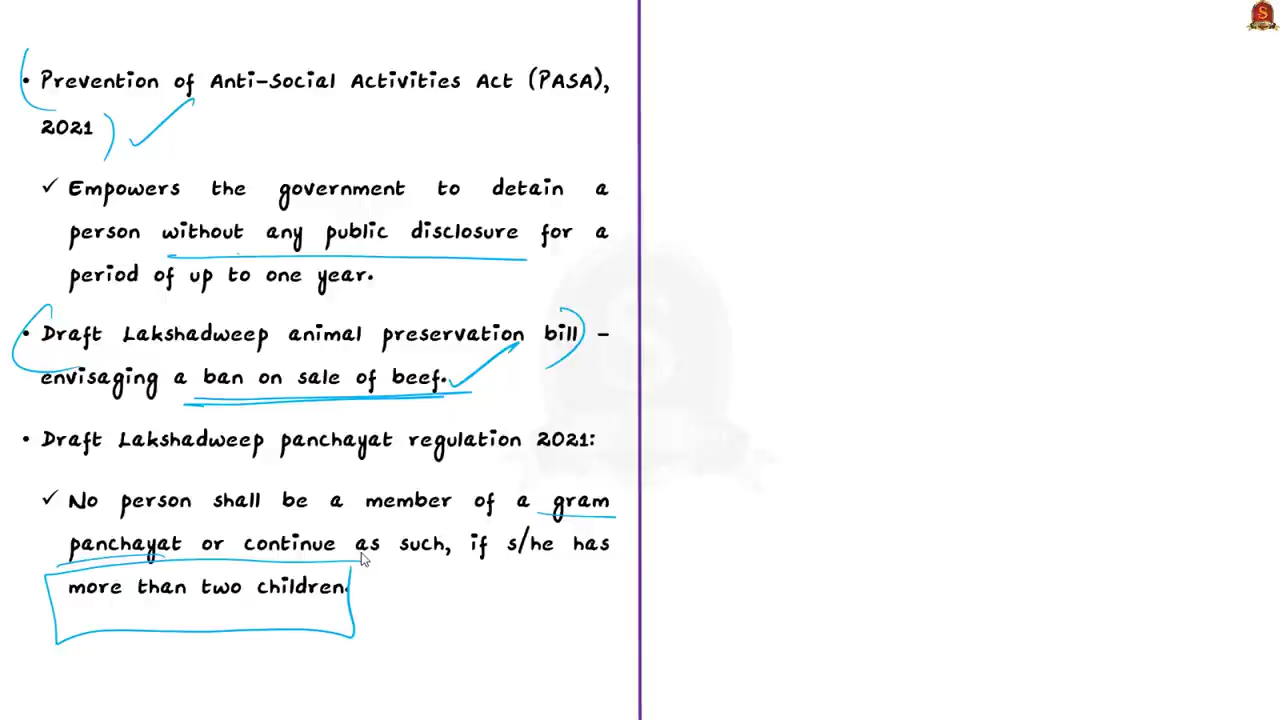 • Prevention of Anti-Social Activities Act (PASA),
2021
✓ Empowers the government to detain a
person without any public disclosure for a
period of up to one year.
• Draft Lakshadweep animal preservation bill -
envisaging a ban on sale of beef.
• Draft Lakshadweep panchayat regulation 2021:
✓ No person shall be a member of a gram
panchayat or continue as such, if s/he has
more than two children.